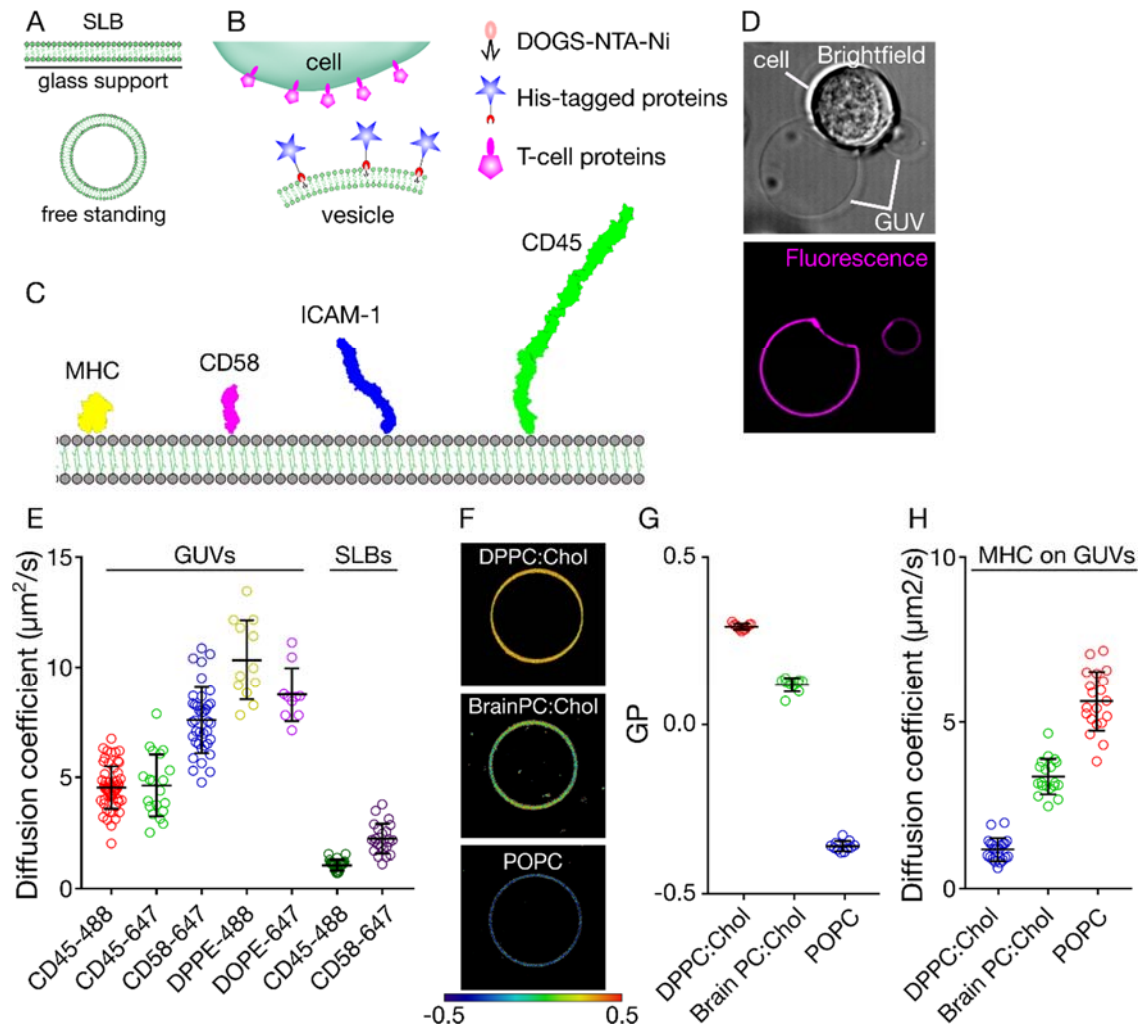 A
SLB
glass support
free standing
B
cell
vesicle
DOGS-NTA-Ni
His-tagged proteins
T-cell proteins
C
MHC
CD58
ICAM-1
CD45
D
cell
Brightfield
GUV
Fluorescence
E
GUVs
SLBs
Diffusion coefficient (µm²/s)
15
10
5
0
CD45-488
CD45-647
CD58-647
DPPE-488
DOPE-647
CD45-488
CD58-647
F
DPPC:Chol
BrainPC:Chol
POPC
-0.5
0.5
G
GP
0.5
0.0
-0.5
DPPC:Chol
Brain PC:Chol
POPC
H
MHC on GUVs
Diffusion coefficient (µm2/s)
10
5
0
DPPC:Chol
Brain PC:Chol
POPC